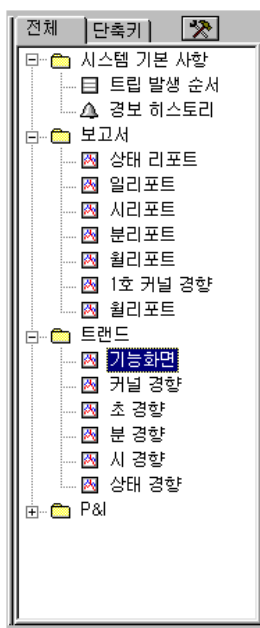 전체 단축키
시스템 기본 사항
트립 발생 순서
경보 히스토리
보고서
상태 리포트
일리포트
시리포트
분리포트
월리포트
1호 커널 경향
월리포트
트랜드
기능화면
커널 경향
초 경향
분 경향
시 경향
상태 경향
P&I